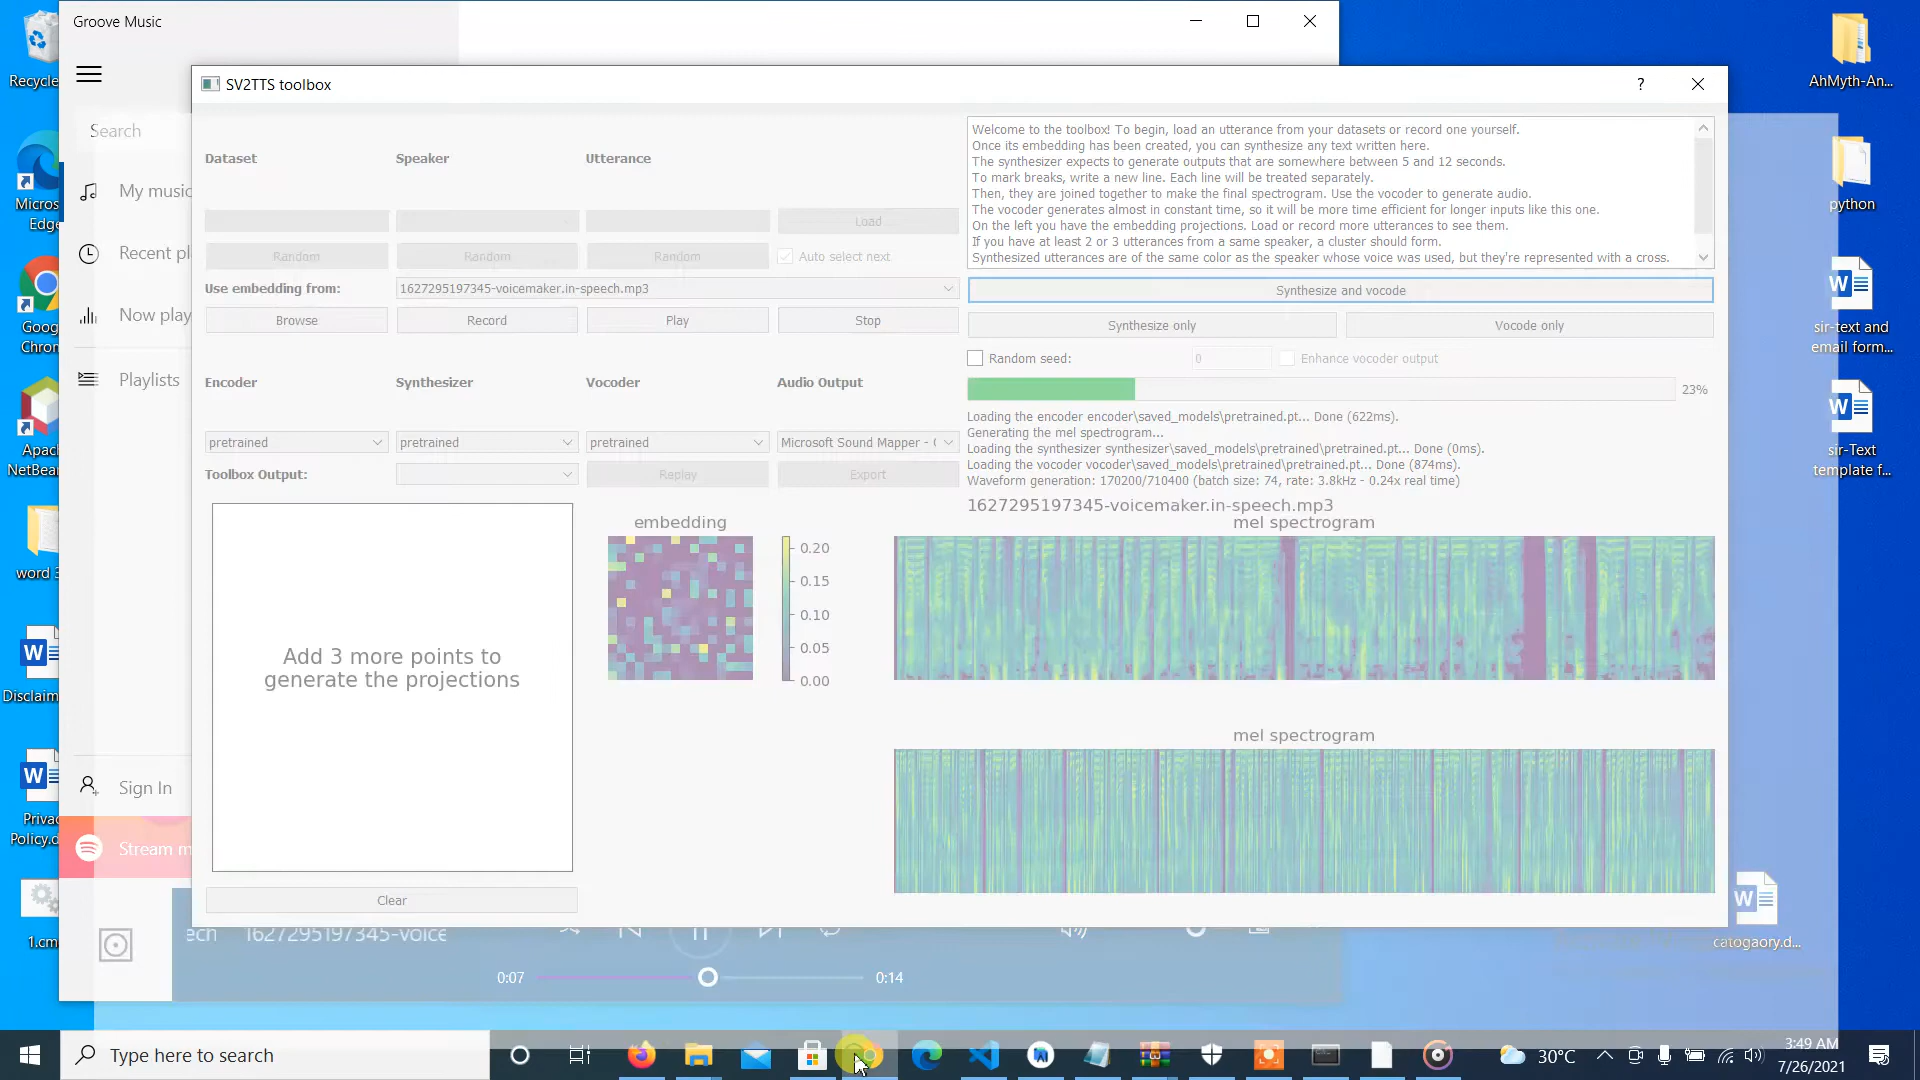 Groove Music
Recycle
Search
Micros
Edge
My music
Recent pl
Goog
Chron
Now play
Playlists
Apac
NetBea
word 3
Disclaim
Sign In
Priva
Policy.d
Stream m
1.cm
SV2TTS toolbox
?
Dataset
Speaker
Utterance
Load
Random
Random
Random
Auto select next
Use embedding from:
1627295197345-voicemaker.in-speech.mp3
Browse
Record
Play
Stop
Encoder
Synthesizer
Vocoder
Audio Output
pretrained
pretrained
pretrained
Microsoft Sound Mapper - (
Toolbox Output:
Replay
Export
Add 3 more points to
generate the projections
Clear
embedding
0.20
0.15
0.10
0.05
0.00
Welcome to the toolbox! To begin, load an utterance from your datasets or record one yourself.
Once its embedding has been created, you can synthesize any text written here.
The synthesizer expects to generate outputs that are somewhere between 5 and 12 seconds.
To mark breaks, write a new line. Each line will be treated separately.
Then, they are joined together to make the final spectrogram. Use the vocoder to generate audio.
The vocoder generates almost in constant time, so it will be more time efficient for longer inputs like this one.
On the left you have the embedding projections. Load or record more utterances to see them.
If you have at least 2 or 3 utterances from a same speaker, a cluster should form.
Synthesized utterances are of the same color as the speaker whose voice was used, but they're represented with a cross.
Synthesize and vocode
Synthesize only
Vocode only
Random seed:
0
Enhance vocoder output
23%
Loading the encoder encoder\saved_models\pretrained.pt... Done (622ms).
Generating the mel spectrogram...
Loading the synthesizer synthesizer\saved_models\pretrained\pretrained.pt... Done (0ms).
Loading the vocoder vocoder\saved_models\pretrained\pretrained.pt... Done (874ms).
Waveform generation: 170200/710400 (batch size: 74, rate: 3.8kHz - 0.24x real time)
1627295197345-voicemaker.in-speech.mp3
mel spectrogram
mel spectrogram
eech
1627295197345-voice
0:07
0:14
AhMyth-An...
python
sir-text and
email form...
sir-Text
template f...
catogaory.d...
Type here to search
30°C
3:49 AM
7/26/2021